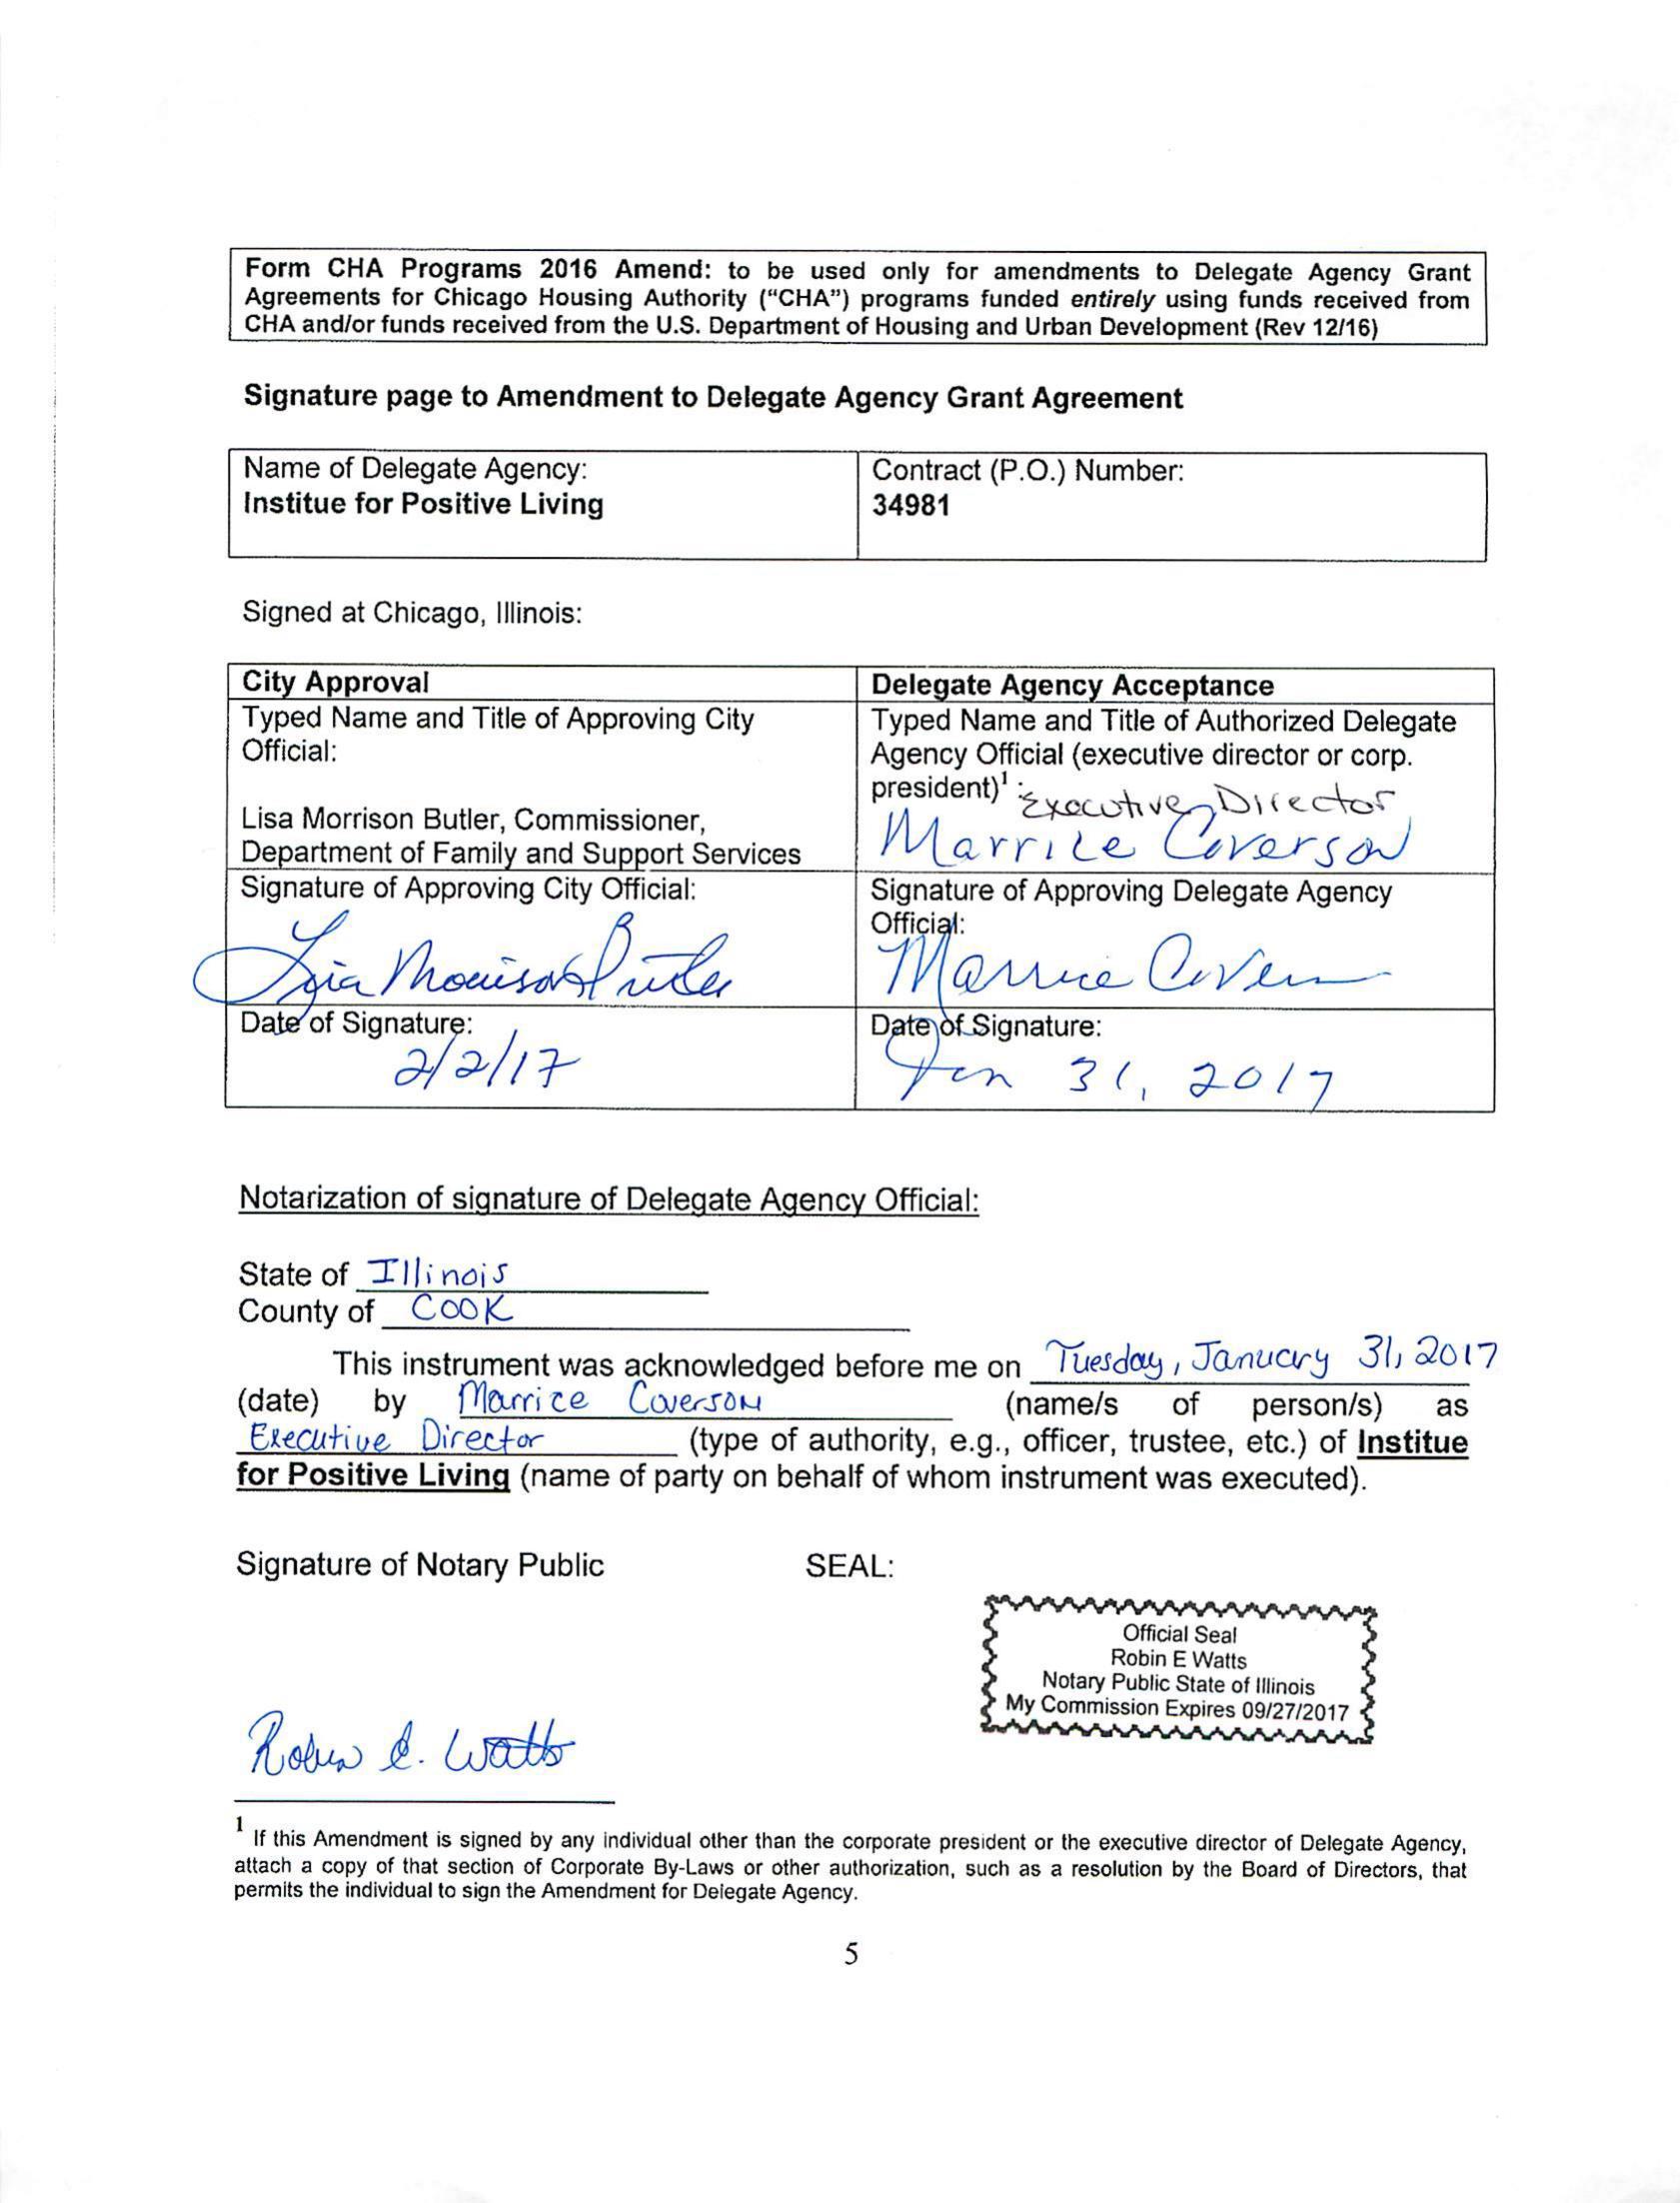 Form CHA Programs 2016 Amend: to be used only for amendments to Delegate Agency Grant
Agreements for Chicago Housing Authority (“CHA”) programs funded entirely using funds received from
CHA and/or funds received from the U.S. Department of Housing and Urban Development (Rev 12/16)
Signature page to Amendment to Delegate Agency Grant Agreement
Name of Delegate Agency:
Institue for Positive Living
Contract (P.O.) Number:
34981
Signed at Chicago, Illinois:
City Approval
Typed Name and Title of Approving City
Official:
Lisa Morrison Butler, Commissioner,
Department of Family and Support Services
Signature of Approving City Official:
Lisa Morrison Butler
Date of Signature:
2/2/17
Delegate Agency Acceptance
Typed Name and Title of Authorized Delegate
Agency Official (executive director or corp.
president)1 : Executive Director
Marrice Coverson
Signature of Approving Delegate Agency
Official:
Marrice Covers
Date of Signature:
Jan 31, 2017
Notarization of signature of Delegate Agency Official:
State of Illinois
County of COOK
This instrument was acknowledged before me on Tuesday, January 31, 2017
(date) by Marrice Coverson (name/s of person/s) as
Executive Director (type of authority, e.g., officer, trustee, etc.) of Institue
for Positive Living (name of party on behalf of whom instrument was executed).
Signature of Notary Public SEAL:
Official Seal
Robin E Watts
Notary Public State of Illinois
My Commission Expires 09/27/2017
Robin E. Watts
1 If this Amendment is signed by any individual other than the corporate president or the executive director of Delegate Agency,
attach a copy of that section of Corporate By-Laws or other authorization, such as a resolution by the Board of Directors, that
permits the individual to sign the Amendment for Delegate Agency.
5